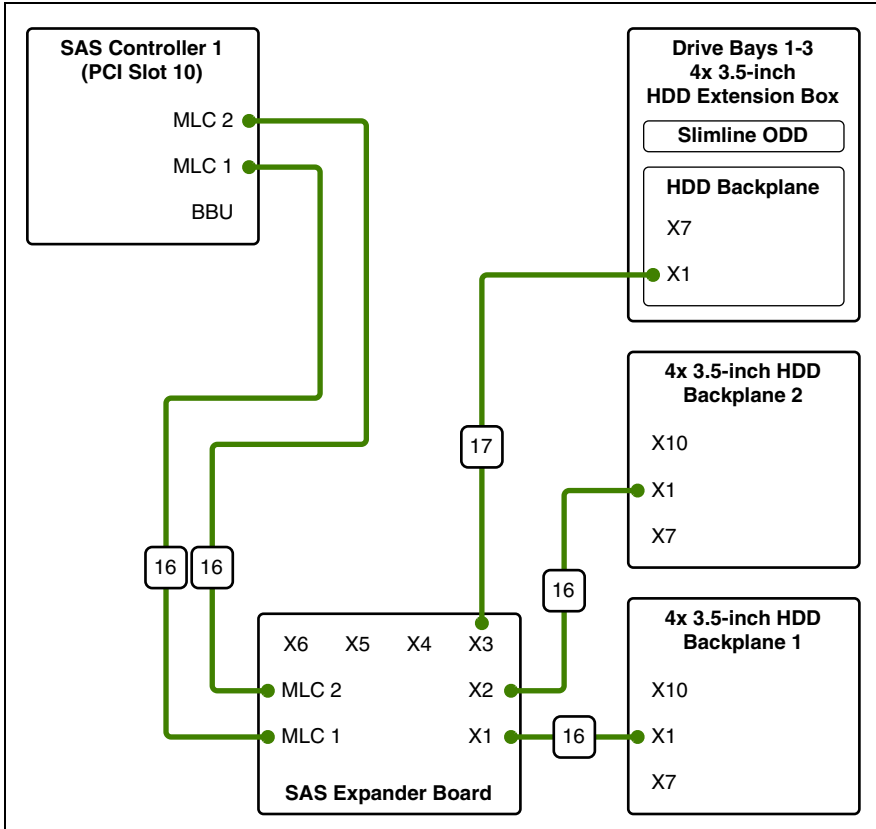 SAS Controller 1
(PCI Slot 10)
MLC 2
MLC 1
BBU
Drive Bays 1-3
4x 3.5-inch
HDD Extension Box
Slimline ODD
HDD Backplane
X7
X1
4x 3.5-inch HDD
Backplane 2
X10
X1
X7
17
16
16
16
X6 X5 X4 X3
MLC 2 X2
MLC 1 X1
SAS Expander Board
16
4x 3.5-inch HDD
Backplane 1
X10
X1
X7